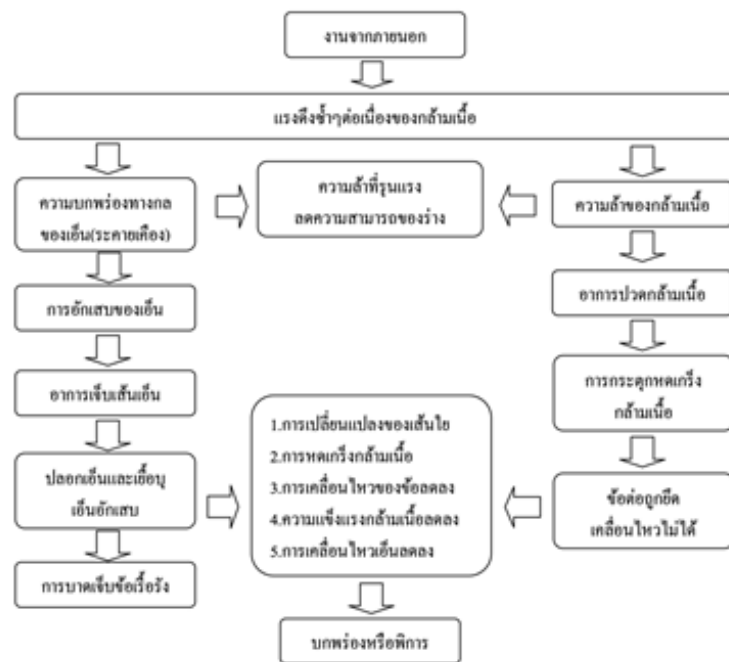 งานจากภายนอก
แรงดึงซ้ำๆต่อเนื่องของกล้ามเนื้อ
ความบกพร่องทางกล
ของเอ็น(ระคายเคือง)
ความล้าที่รุนแรง
ลดความสามารถของร่าง
ความล้าของกล้ามเนื้อ
การอักเสบของเอ็น
อาการปวดกล้ามเนื้อ
อาการเจ็บเส้นเอ็น
การกระตุกหดเกร็ง
กล้ามเนื้อ
ปลอกเอ็นและเยื่อบุ
เอ็นอักเสบ
1.การเปลี่ยนแปลงของเส้นใย
2.การหดเกร็งกล้ามเนื้อ
3.การเคลื่อนไหวของข้อลดลง
4.ความแข็งแรงกล้ามเนื้อลดลง
5.การเคลื่อนไหวเอ็นลดลง
ข้อต่อถูกยึด
เคลื่อนไหวไม่ได้
การบาดเจ็บข้อเรื้อรัง
บกพร่องหรือพิการ